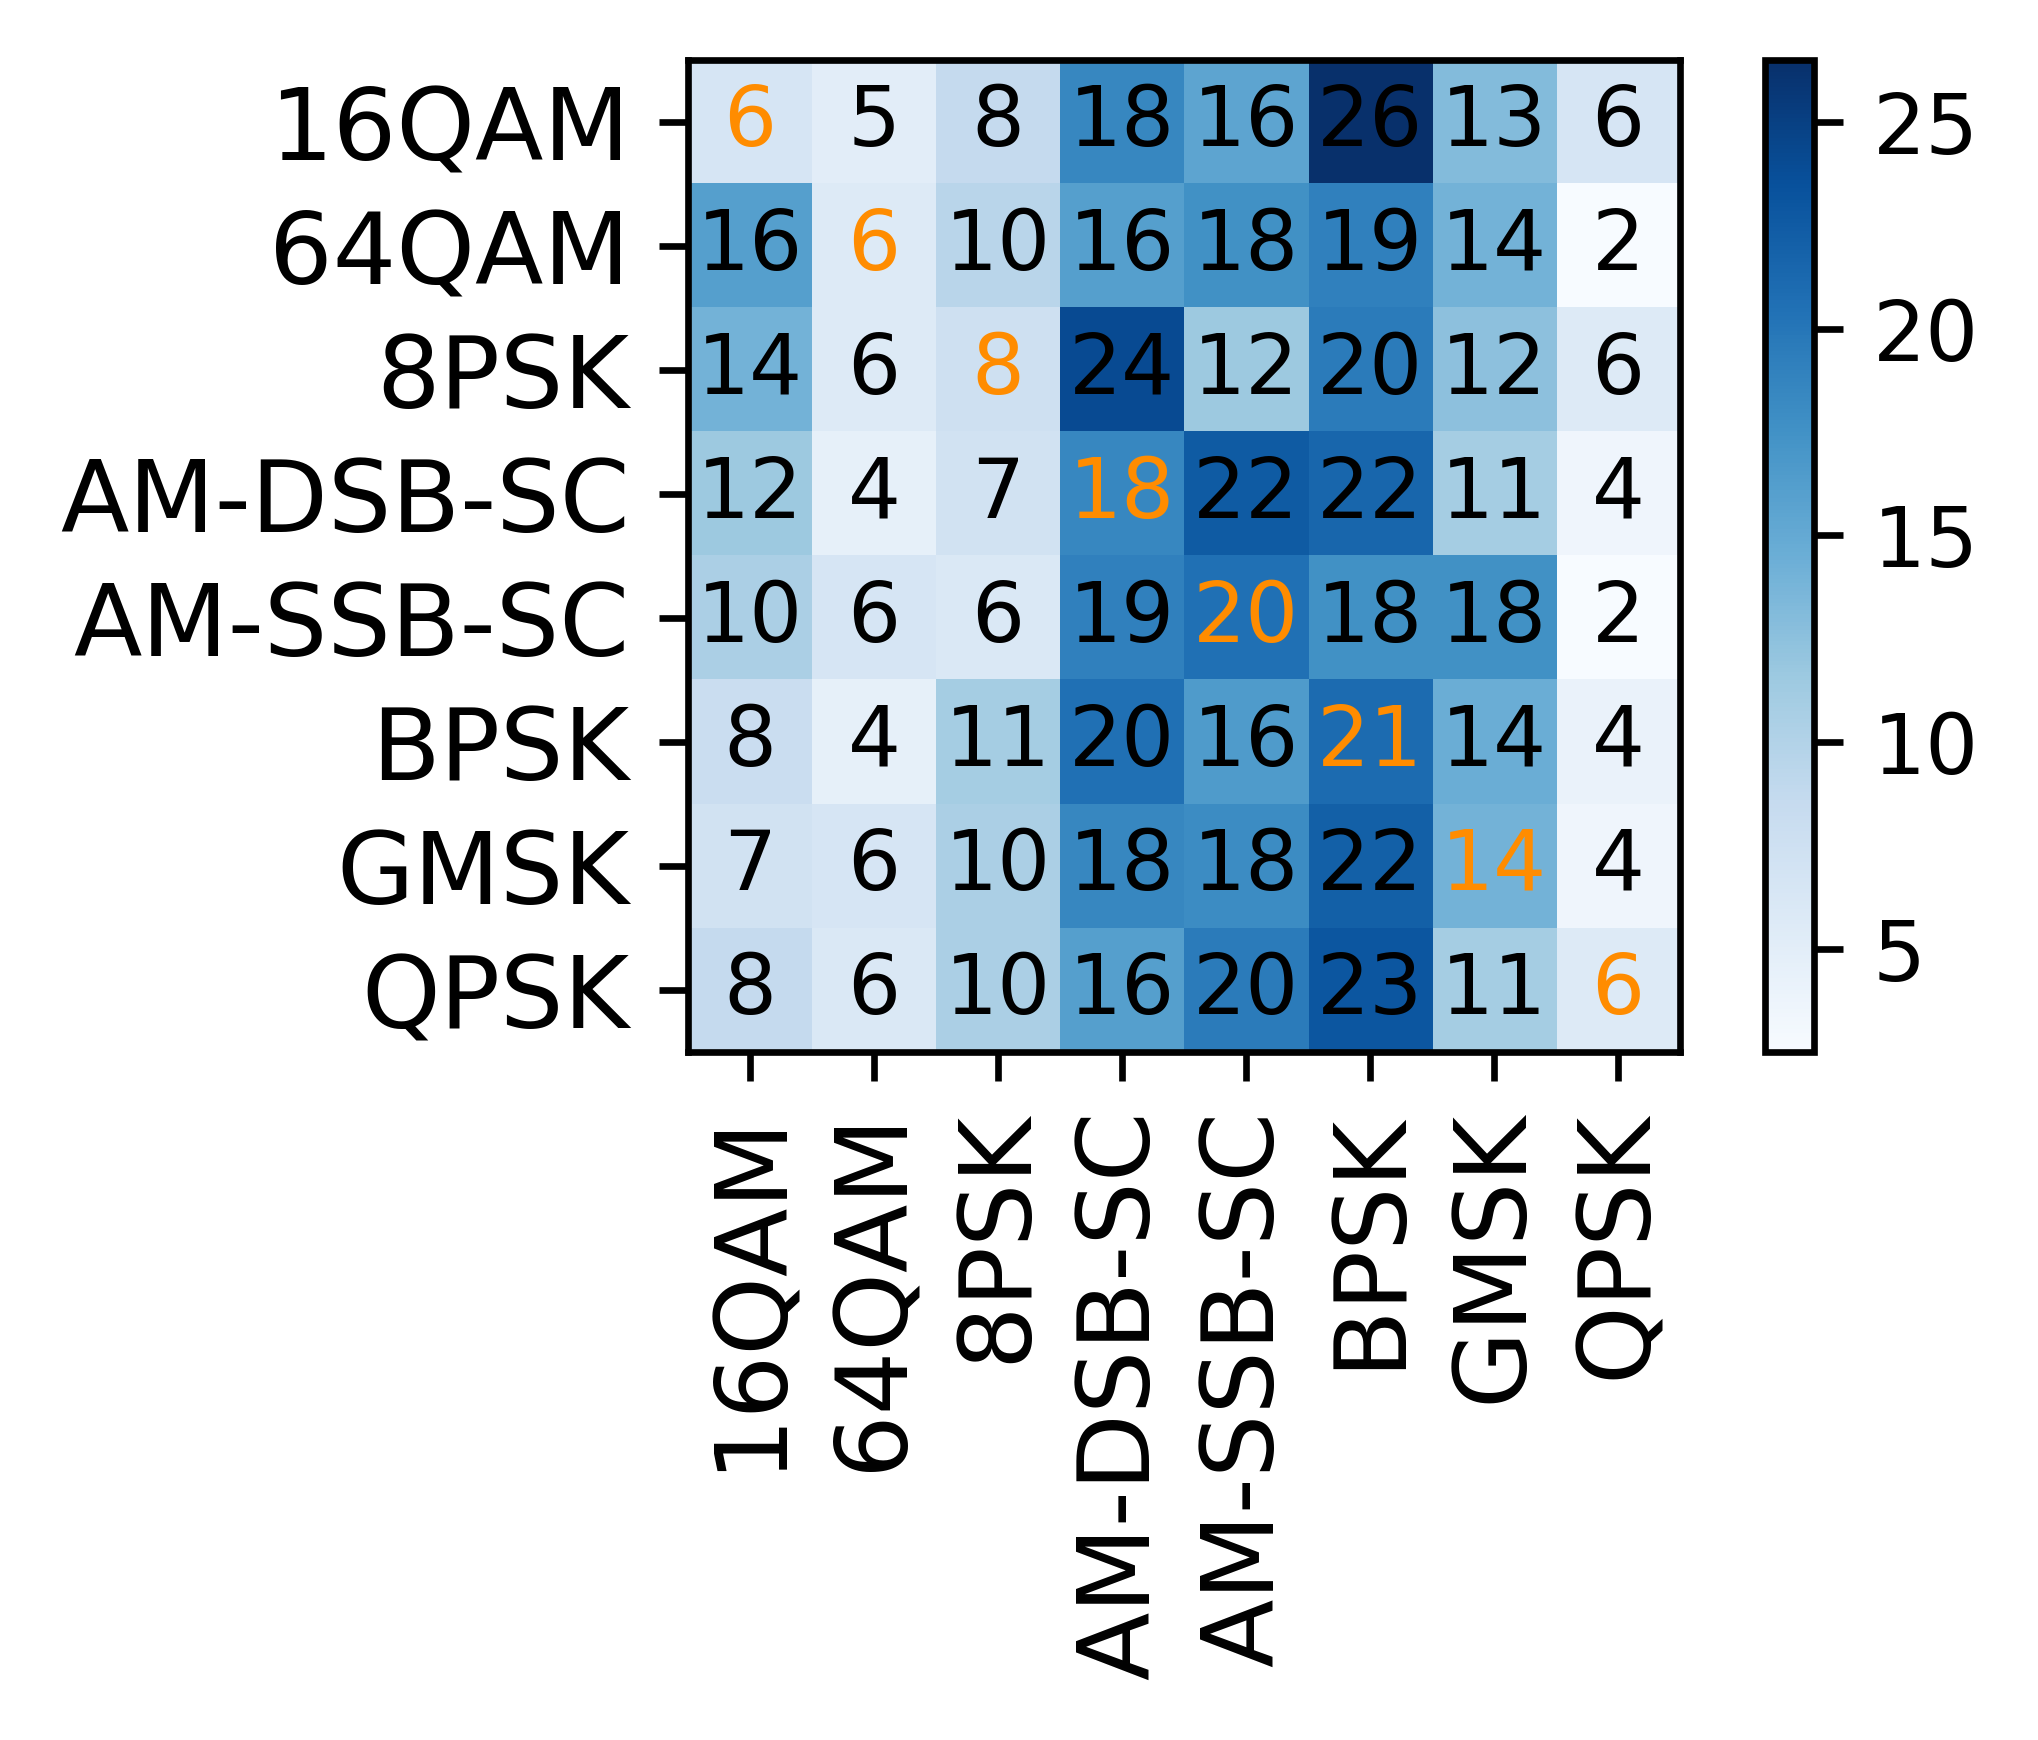 16QAM 6 5 8 18 16 26 13 6
64QAM 16 6 10 16 18 19 14 2
8PSK 14 6 8 24 12 20 12 6
AM-DSB-SC 12 4 7 18 22 22 11 4
AM-SSB-SC 10 6 6 19 20 18 18 2
BPSK 8 4 11 20 16 21 14 4
GMSK 7 6 10 18 18 22 14 4
QPSK 8 6 10 16 20 23 11 6
16QAM
64QAM
8PSK
AM-DSB-SC
AM-SSB-SC
BPSK
GMSK
QPSK
25
20
15
10
5